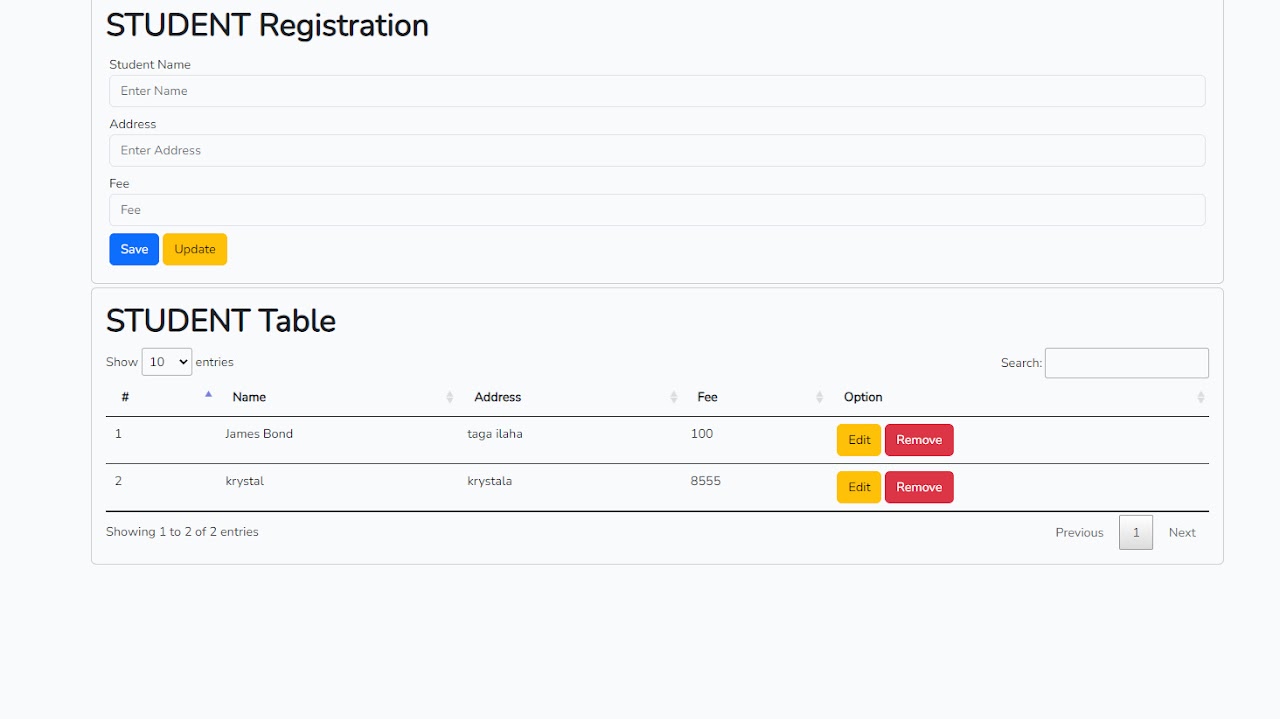 STUDENT Registration
Student Name
Enter Name
Address
Enter Address
Fee
Fee
Save Update
STUDENT Table
Show 10 entries Search:
# Name Address Fee Option
1 James Bond taga ilaha 100 Edit Remove
2 krystal krystala 8555 Edit Remove
Showing 1 to 2 of 2 entries Previous 1 Next